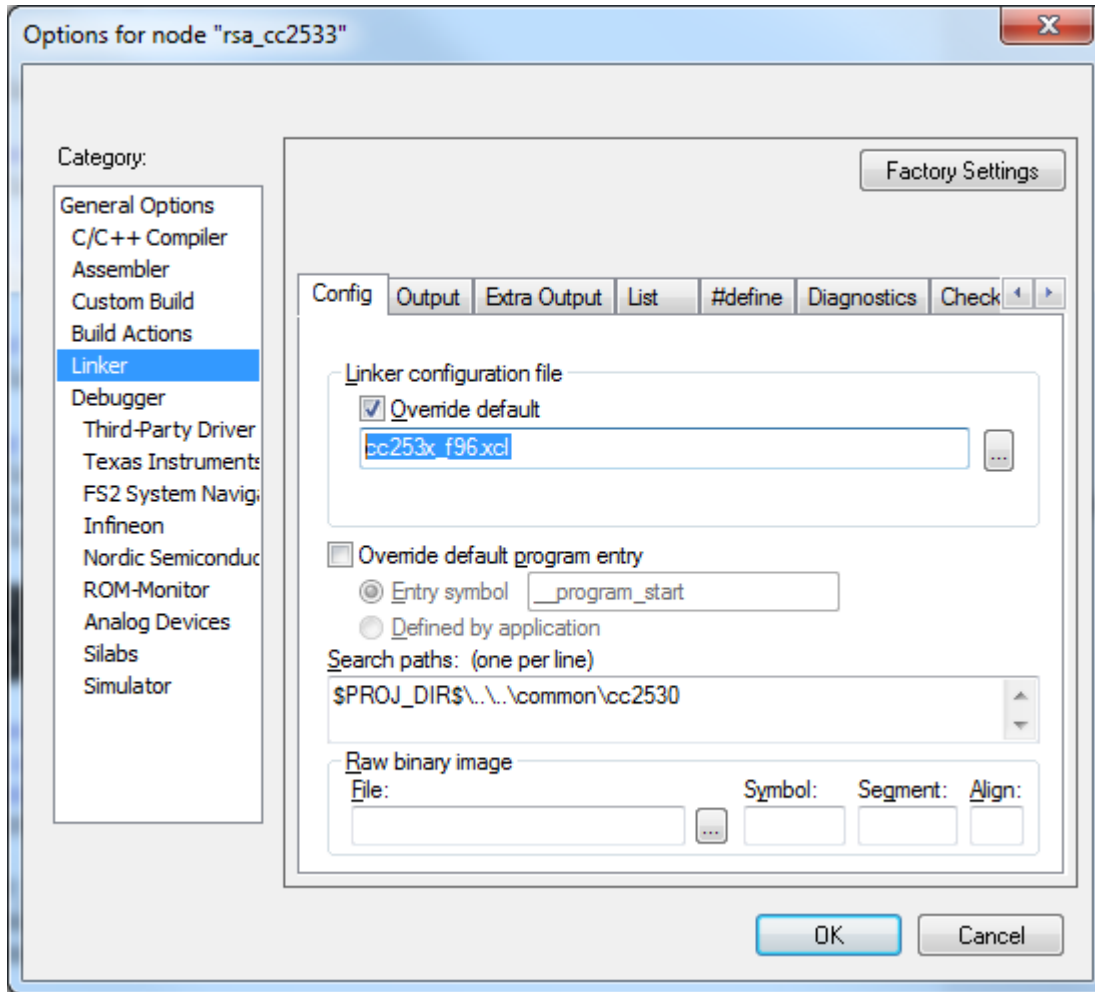 Options for node "rsa_cc2533"
Category:
General Options
C/C++ Compiler
Assembler
Custom Build
Build Actions
Linker
Debugger
Third-Party Driver
Texas Instruments
FS2 System Naviga
Infineon
Nordic Semiconduc
ROM-Monitor
Analog Devices
Silabs
Simulator
Factory Settings
Config Output Extra Output List #define Diagnostics Check
Linker configuration file
Override default
cc253x_f96.xcl
...
Override default program entry
Entry symbol __program_start
Defined by application
Search paths: (one per line)
$PROJ_DIR$\..\..\common\cc2530
Raw binary image
File: Symbol: Segment: Align:
...
OK Cancel